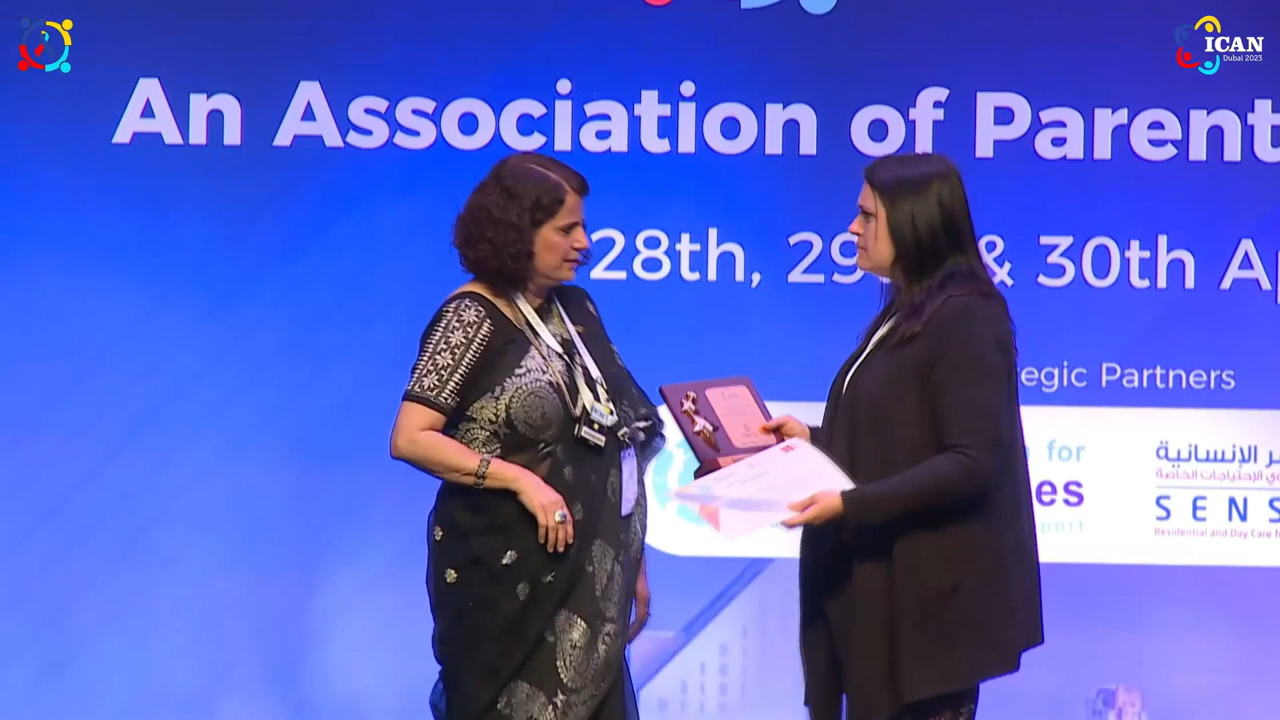 ICAN
Dubai 2023
An Association of Parent
28th, 29 & 30th Ap
egic Partners
for
es
port
ر الإنسانية
ي الإحتياجات الخاصة
SENS
Residential and Day Care f